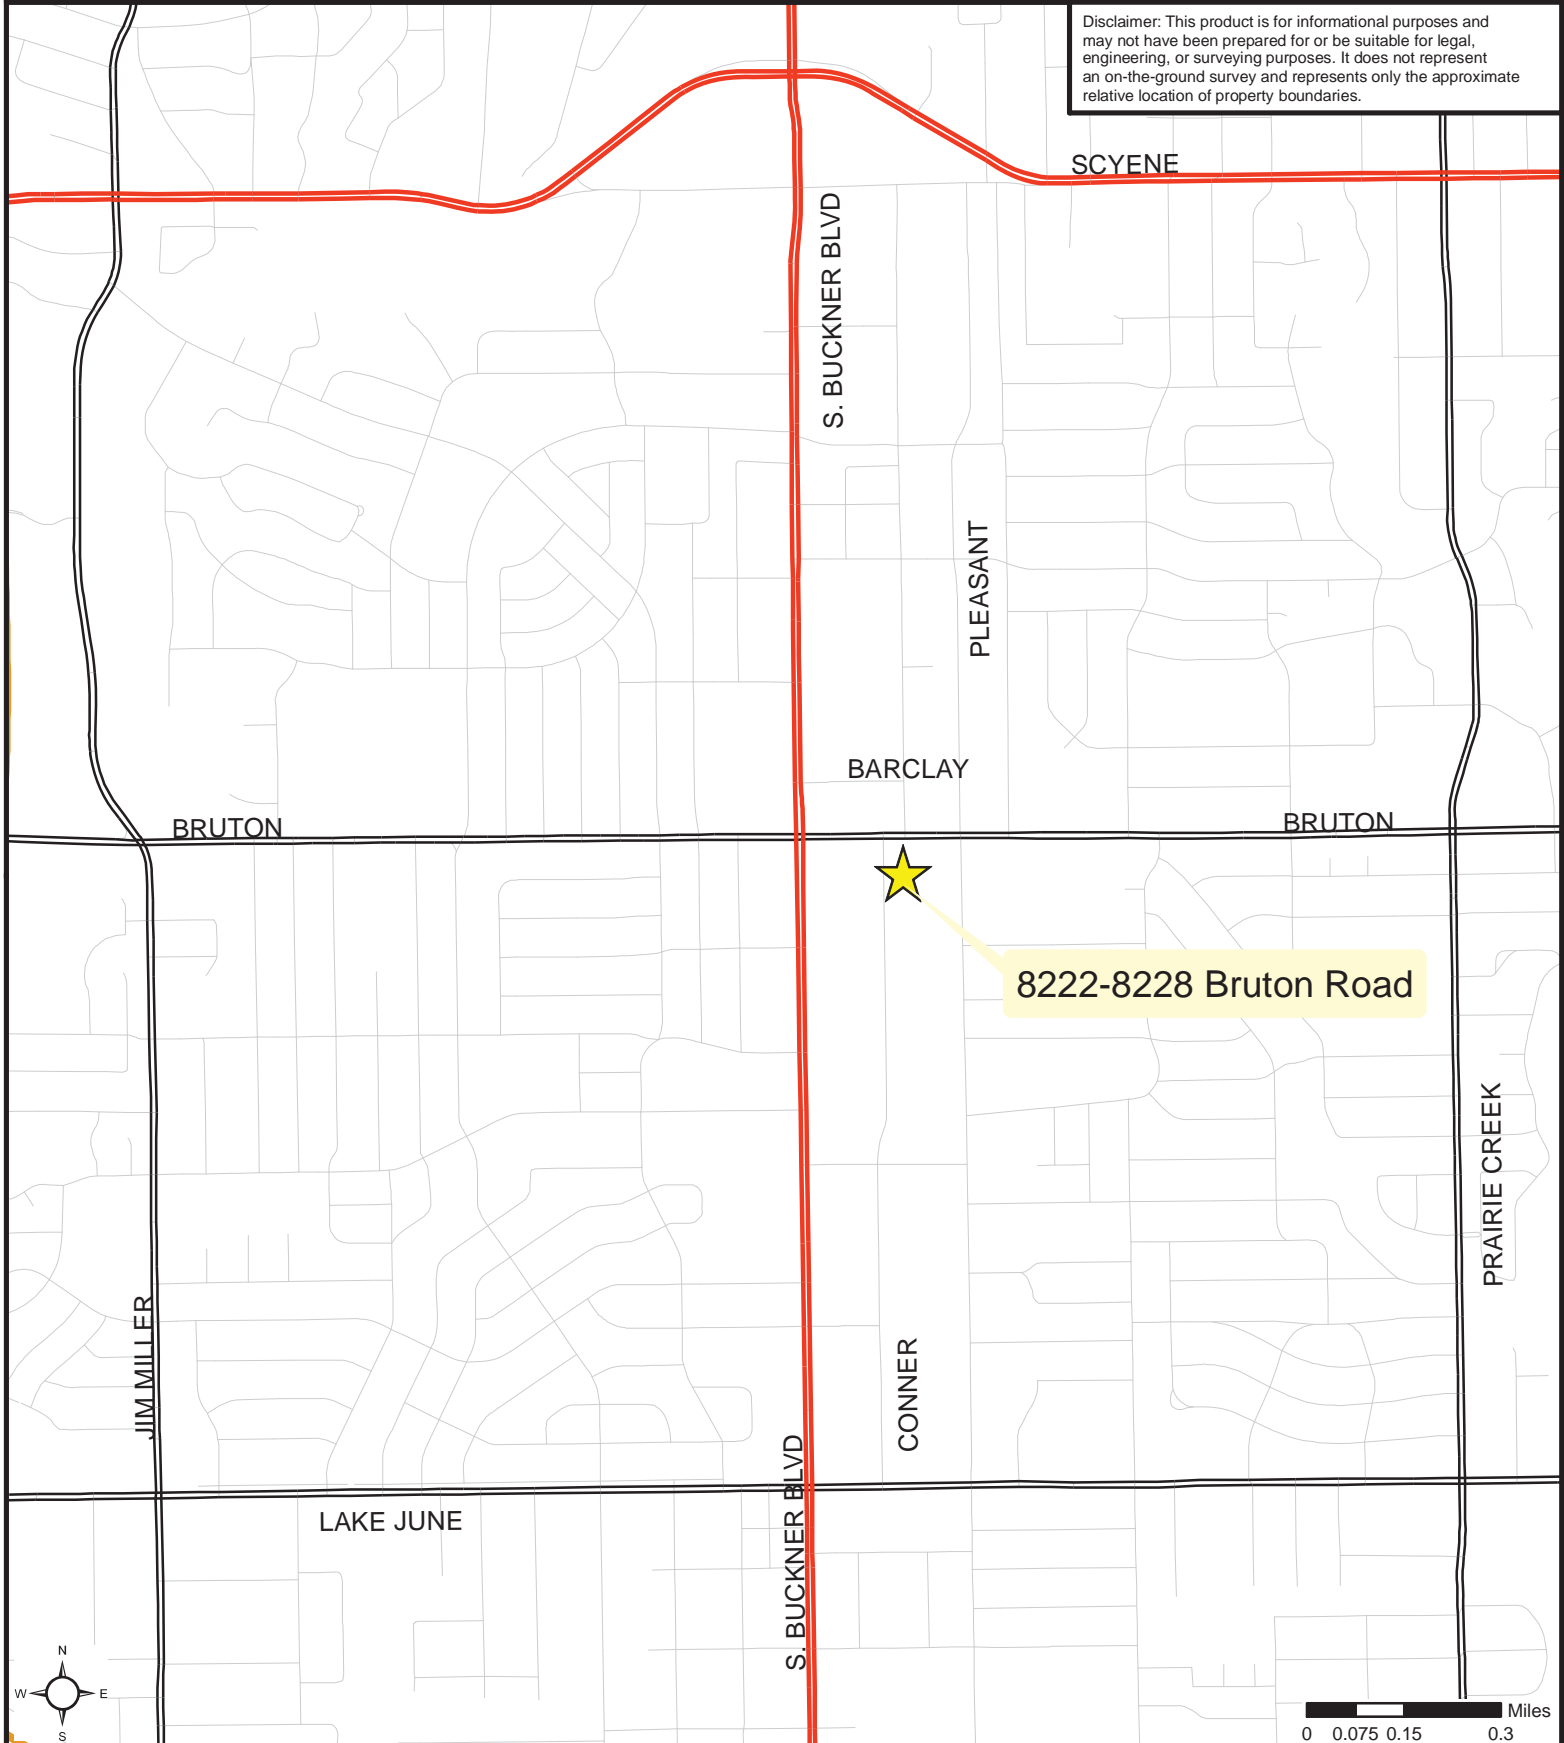 Disclaimer: This product is for informational purposes and
may not have been prepared for or be suitable for legal,
engineering, or surveying purposes. It does not represent
an on-the-ground survey and represents only the approximate
relative location of property boundaries.
SCYENE
S. BUCKNER BLVD
PLEASANT
BARCLAY
BRUTON
BRUTON
8222-8228 Bruton Road
PRAIRIE CREEK
JIM MILLER
CONNER
S. BUCKNER BLVD
LAKE JUNE
N
W
E
S
Miles
0 0.075 0.15 0.3